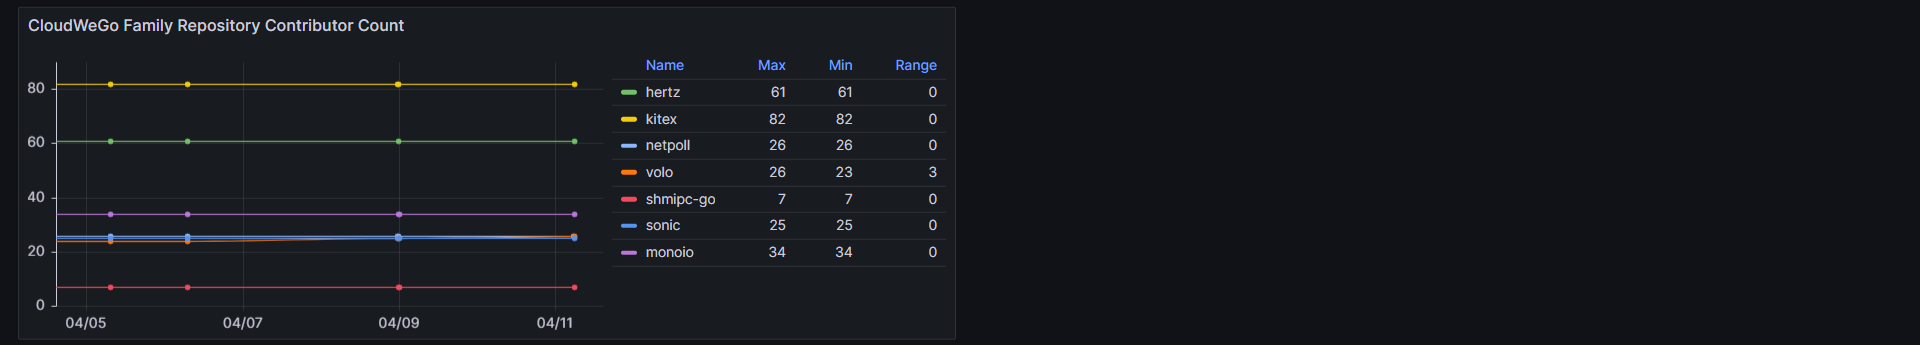 CloudWeGo Family Repository Contributor Count
80
60
40
20
0
04/05 04/07 04/09 04/11
Name Max Min Range
hertz 61 61 0
kitex 82 82 0
netpoll 26 26 0
volo 26 23 3
shmipc-go 7 7 0
sonic 25 25 0
monoio 34 34 0